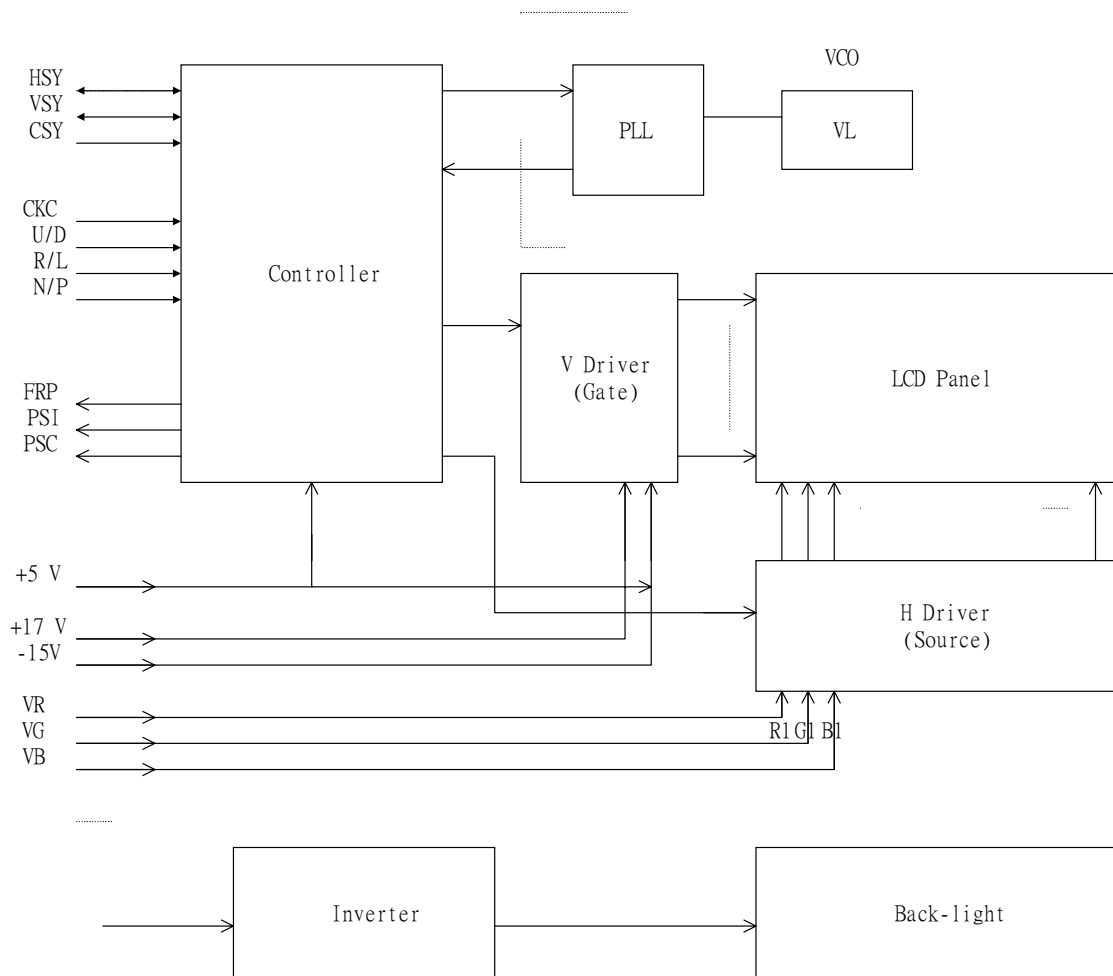 VCO
HSY
VSY
CSY
PLL
VL
CKC
U/D
R/L
N/P
Controller
V Driver
(Gate)
LCD Panel
FRP
PSI
PSC
+5 V
+17 V
-15V
H Driver
(Source)
VR
VG
VB
R1 G1 B1
Inverter
Back-light